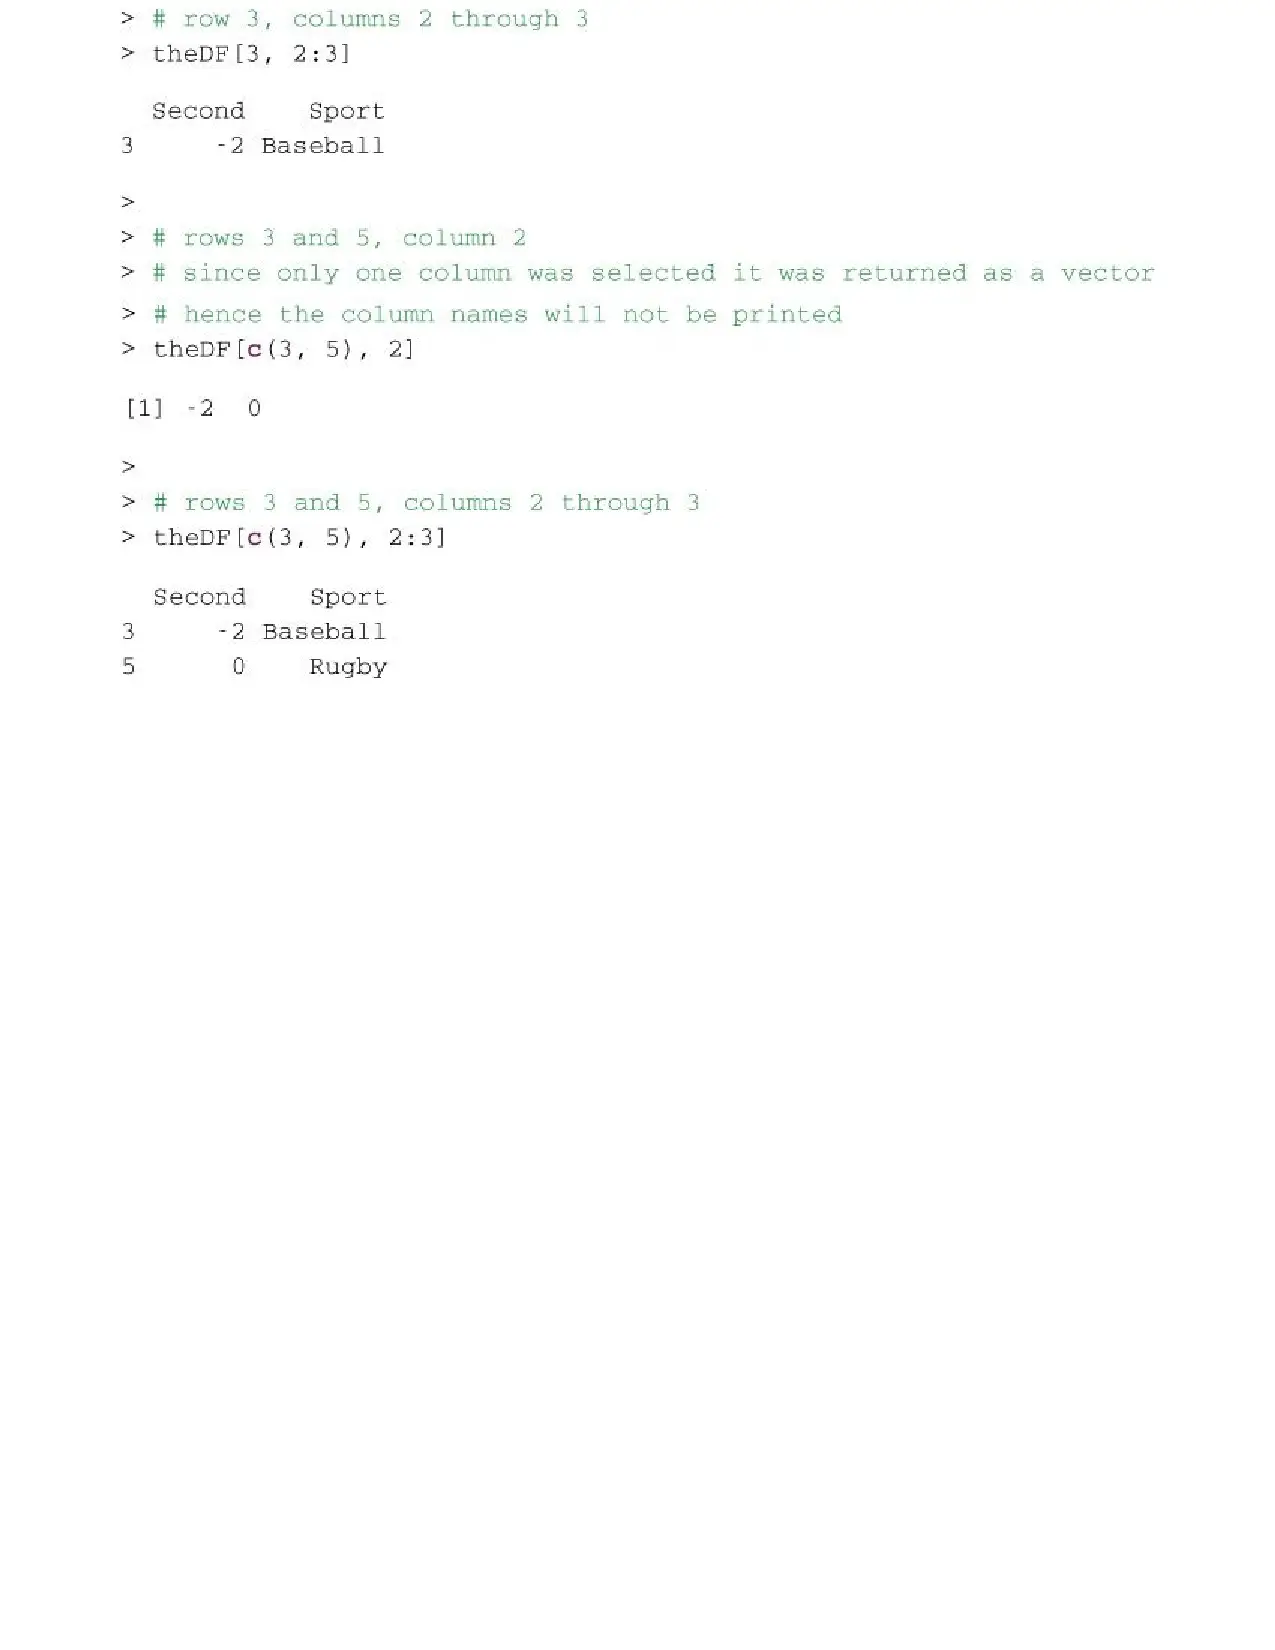 > # row 3, columns 2 through 3
> theDF[3, 2:3]
  Second    Sport
3     -2 Baseball
>
> # rows 3 and 5, column 2
> # since only one column was selected it was returned as a vector
> # hence the column names will not be printed
> theDF[c(3, 5), 2]
[1] -2  0
>
> # rows 3 and 5, columns 2 through 3
> theDF[c(3, 5), 2:3]
  Second    Sport
3     -2 Baseball
5      0    Rugby